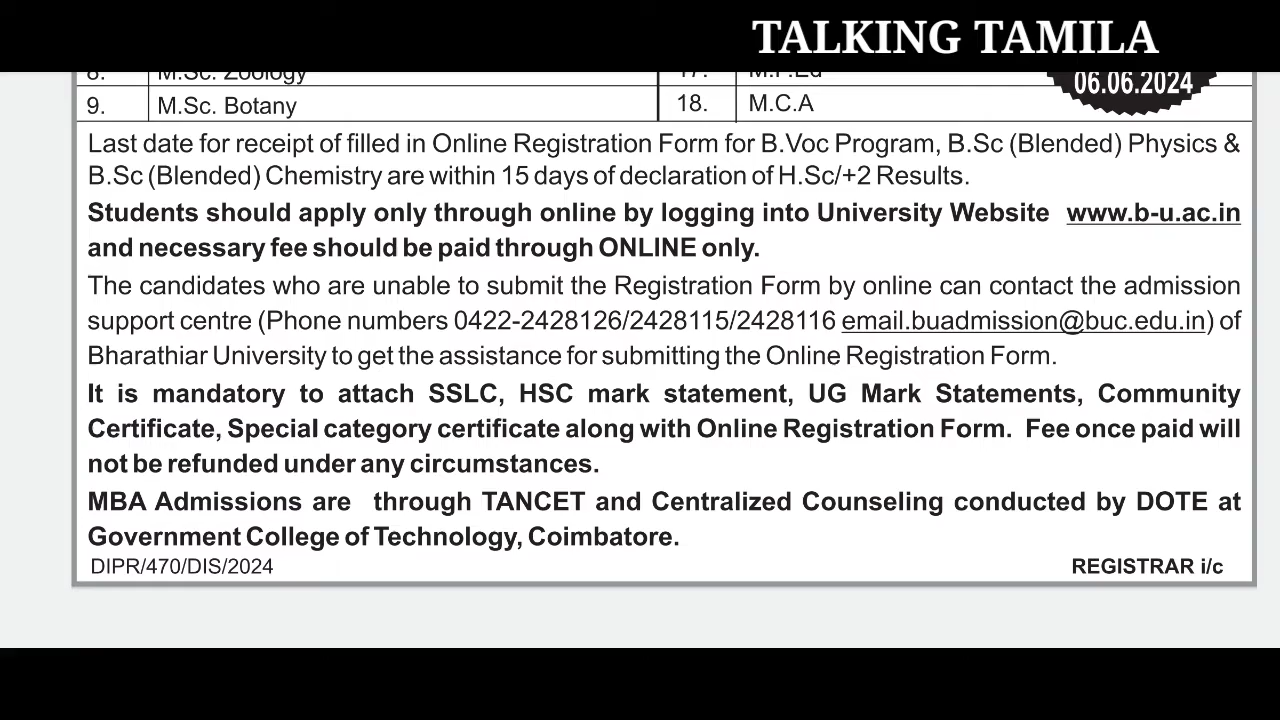 TALKING TAMILA
8. M.Sc. Zoology 17. M.P.Ed
06.06.2024
9. M.Sc. Botany 18. M.C.A
Last date for receipt of filled in Online Registration Form for B.Voc Program, B.Sc (Blended) Physics &
B.Sc (Blended) Chemistry are within 15 days of declaration of H.Sc/+2 Results.
Students should apply only through online by logging into University Website www.b-u.ac.in
and necessary fee should be paid through ONLINE only.
The candidates who are unable to submit the Registration Form by online can contact the admission
support centre (Phone numbers 0422-2428126/2428115/2428116 email.buadmission@buc.edu.in) of
Bharathiar University to get the assistance for submitting the Online Registration Form.
It is mandatory to attach SSLC, HSC mark statement, UG Mark Statements, Community
Certificate, Special category certificate along with Online Registration Form. Fee once paid will
not be refunded under any circumstances.
MBA Admissions are through TANCET and Centralized Counseling conducted by DOTE at
Government College of Technology, Coimbatore.
DIPR/470/DIS/2024 REGISTRAR i/c